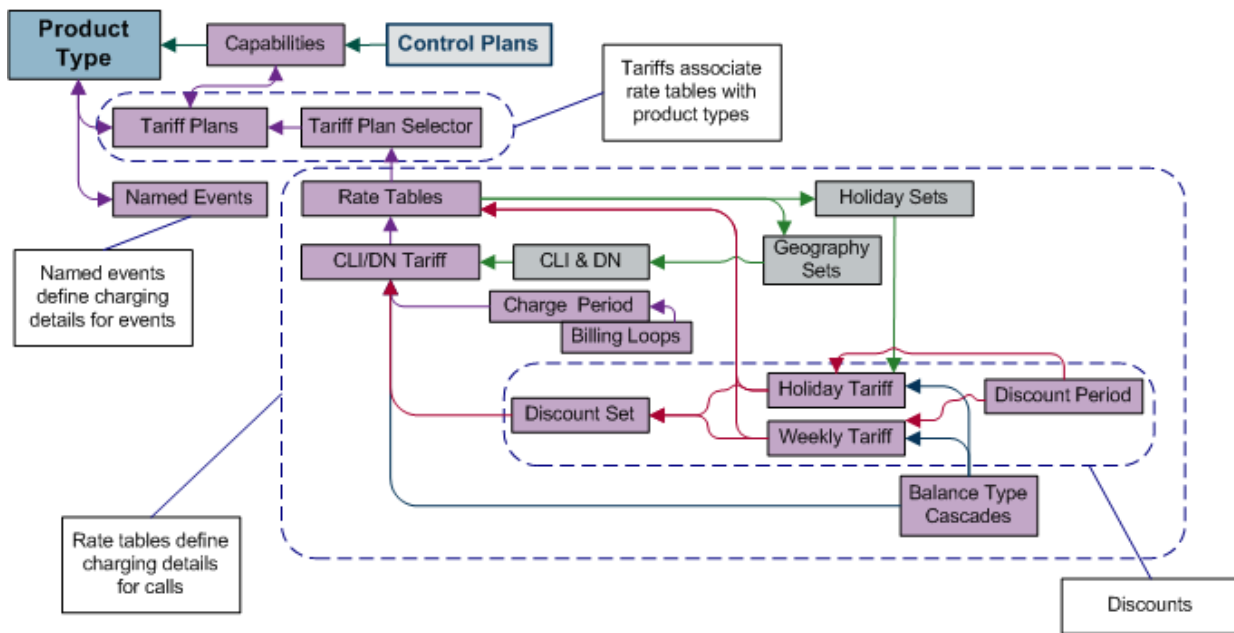 Product
Type
Capabilities
Control Plans
Tariffs associate
rate tables with
product types
Tariff Plans
Tariff Plan Selector
Named Events
Rate Tables
Holiday Sets
CLI/DN Tariff
CLI & DN
Geography
Sets
Named events
define charging
details for events
Charge Period
Billing Loops
Holiday Tariff
Discount Period
Discount Set
Weekly Tariff
Balance Type
Cascades
Rate tables define
charging details
for calls
Discounts